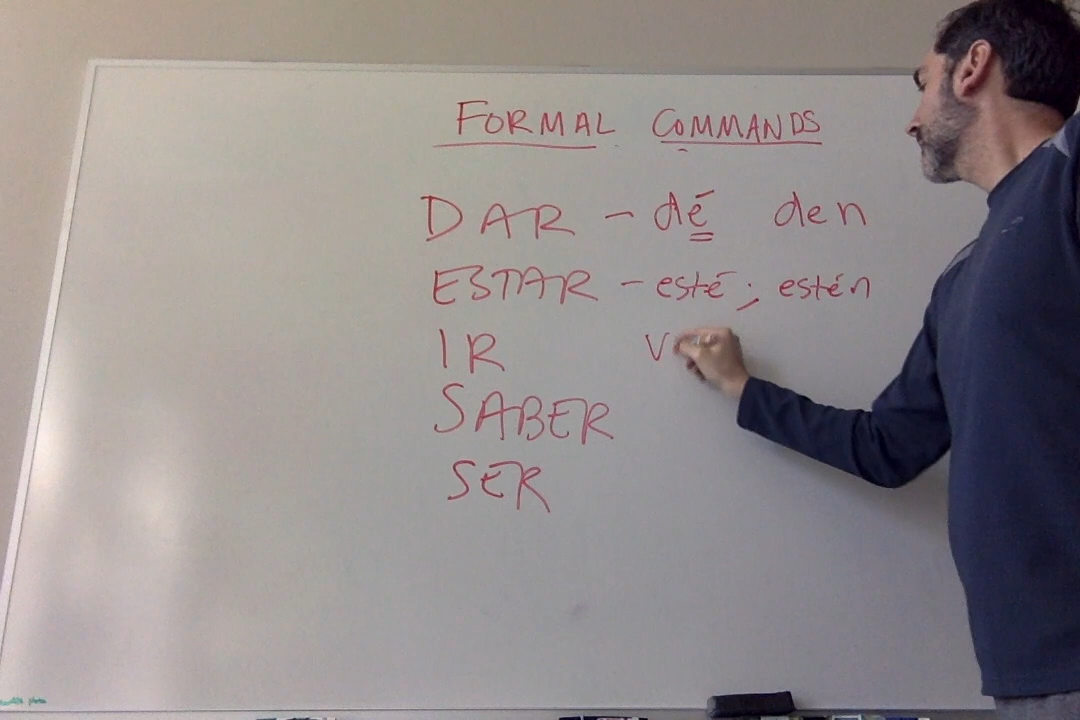 FORMAL COMMANDS
DAR - dé den
ESTAR - esté; estén
IR V
SABER
SER